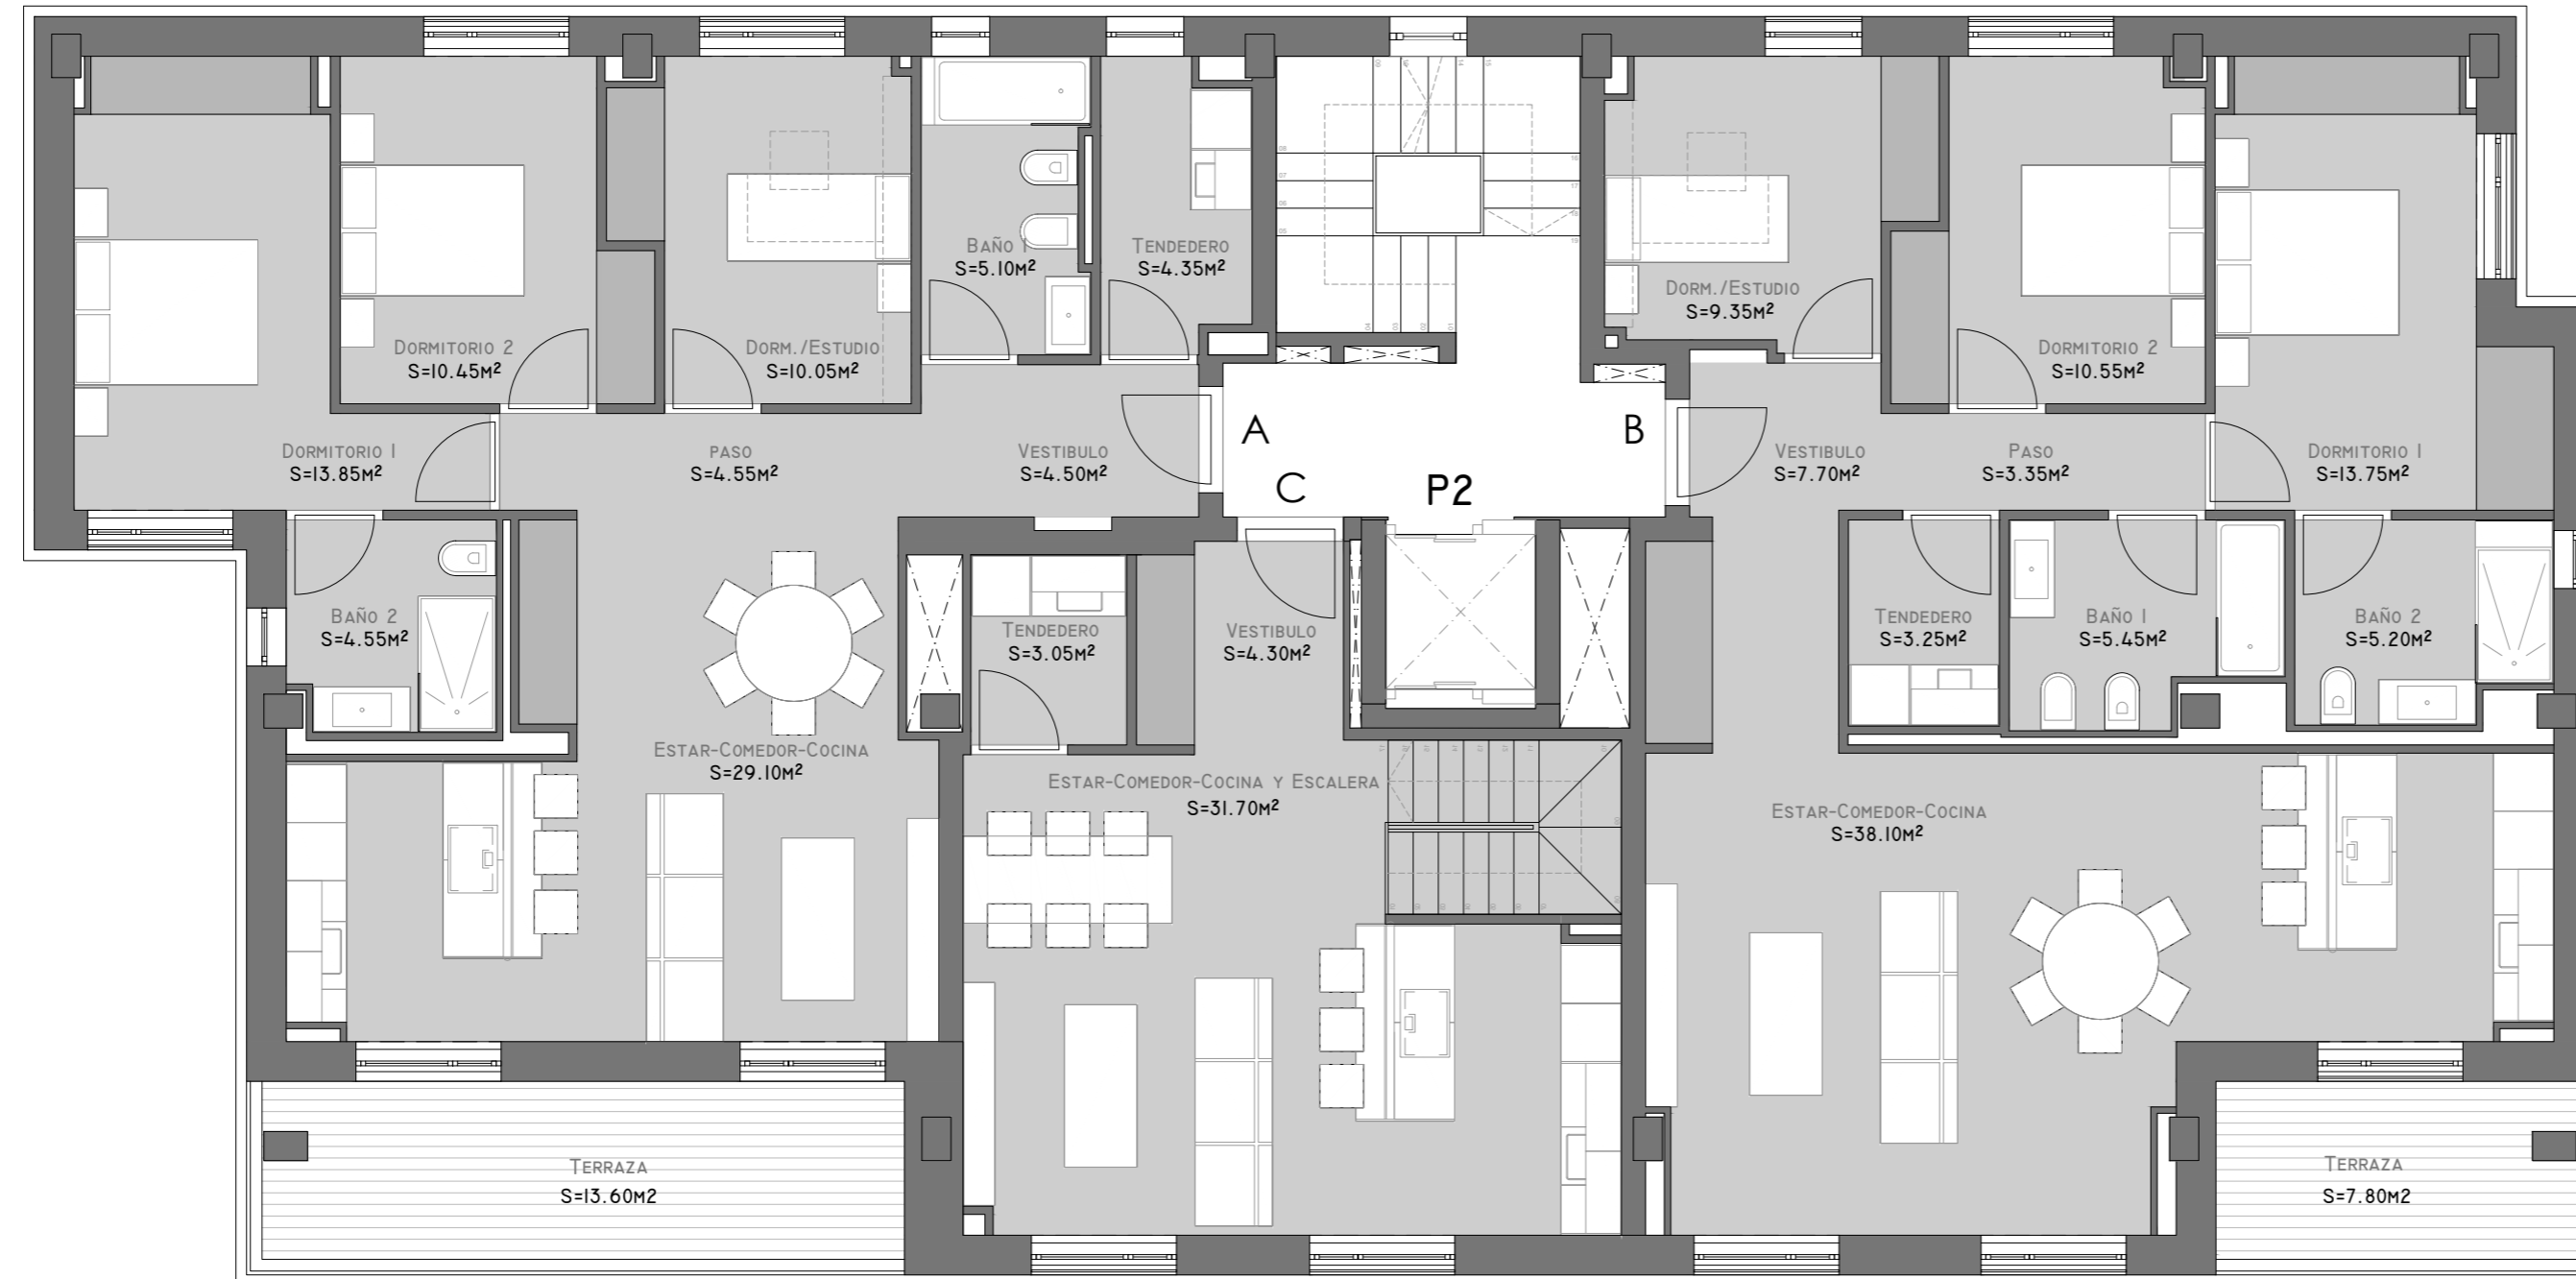 Baño 1
S=5.10m²
Tendedero
S=4.35m²
Dorm./Estudio
S=9.35m²
Dormitorio 2
S=10.45m²
Dorm./Estudio
S=10.05m²
Dormitorio 2
S=10.55m²
A
B
Dormitorio 1
S=13.85m²
paso
S=4.55m²
Vestibulo
S=4.50m²
C
P2
Vestibulo
S=7.70m²
Paso
S=3.35m²
Dormitorio 1
S=13.75m²
Baño 2
S=4.55m²
Tendedero
S=3.05m²
Vestibulo
S=4.30m²
Tendedero
S=3.25m²
Baño 1
S=5.45m²
Baño 2
S=5.20m²
Estar-Comedor-Cocina
S=29.10m²
Estar-Comedor-Cocina y Escalera
S=31.70m²
Estar-Comedor-Cocina
S=38.10m²
Terraza
S=13.60m2
Terraza
S=7.80m2